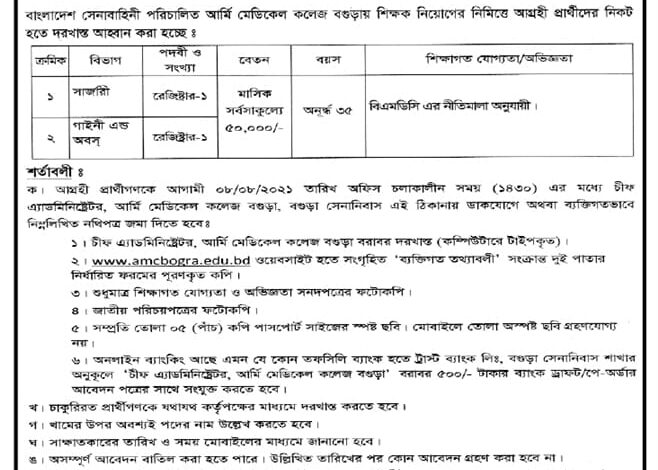 বাংলাদেশ সেনাবাহিনী পরিচালিত আর্মি মেডিকেল কলেজ বগুড়ায় শিক্ষক নিয়োগের নিমিত্তে আগ্রহী প্রার্থীদের নিকট
হতে দরখাস্ত আহ্বান করা হচ্ছে ঃ
ক্রমিক বিভাগ পদবী ও সংখ্যা বেতন বয়স শিক্ষাগত যোগ্যতা/অভিজ্ঞতা
১ সার্জারী রেজিষ্টার-১ মাসিক সর্বসাকুল্যে ৫০,০০০/- অনূর্দ্ধ ৩৫ বিএমডিসি এর নীতিমালা অনুযায়ী।
২ গাইনী এন্ড অবস্ রেজিষ্ট্রার-১
শর্তাবলী ঃ
ক। আগ্রহী প্রার্থীগণকে আগামী ০৮/০৮/২০২১ তারিখ অফিস চলাকালীন সময় (১৪৩০) এর মধ্যে চীফ
এ্যাডমিনিষ্ট্রেটর, আর্মি মেডিকেল কলেজ বগুড়া, বগুড়া সেনানিবাস এই ঠিকানায় ডাকযোগে অথবা ব্যক্তিগতভাবে
নিম্নলিখিত নথিপত্র জমা দিতে হবেঃ
১। চীফ এ্যাডমিনিষ্ট্রেটর, আর্মি মেডিকেল কলেজ বগুড়া বরাবর দরখাস্ত (কম্পিউটারে টাইপকৃত)।
২। www.amcbogra.edu.bd ওয়েবসাইট হতে সংগৃহিত ‘ব্যক্তিগত তথ্যাবলী’ সংক্রান্ত দুই পাতার
নির্ধারিত ফরমের পূরণকৃত কপি।
৩। শুধুমাত্র শিক্ষাগত যোগ্যতা ও অভিজ্ঞতা সনদপত্রের ফটোকপি।
৪। জাতীয় পরিচয়পত্রের ফটোকপি।
৫। সম্প্রতি তোলা ০৫ (পাঁচ) কপি পাসপোর্ট সাইজের স্পষ্ট ছবি। মোবাইলে তোলা অস্পষ্ট ছবি গ্রহণযোগ্য
নয়।
৬। অনলাইন ব্যাংকিং আছে এমন যে কোন তফসিলি ব্যাংক হতে ট্রাস্ট ব্যাংক লিঃ, বগুড়া সেনানিবাস শাখার
অনুকূলে ‘চীফ এ্যাডমিনিষ্ট্রেটর, আর্মি মেডিকেল কলেজ বগুড়া’ বরাবর ৫০০/- টাকার ব্যাংক ড্রাফট/পে-অর্ডার
আবেদন পত্রের সাথে সংযুক্ত করতে হবে।
খ। চাকুরিরত প্রার্থীগণকে যথাযথ কর্তৃপক্ষের মাধ্যমে দরখাস্ত করতে হবে।
গ। খামের উপর অবশ্যই পদের নাম উল্লেখ করতে হবে।
ঘ। সাক্ষাতকারের তারিখ ও সময় মোবাইলের মাধ্যমে জানানো হবে।
ঙ। অসম্পূর্ণ আবেদন বাতিল করা হতে পারে। উল্লিখিত তারিখের পর কোন আবেদন গ্রহণ করা হবে না।